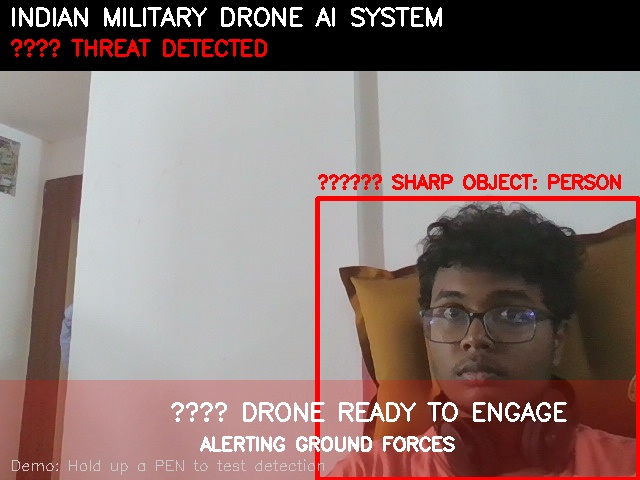 INDIAN MILITARY DRONE AI SYSTEM
???? THREAT DETECTED
?????? SHARP OBJECT: PERSON
???? DRONE READY TO ENGAGE
ALERTING GROUND FORCES
Demo: Hold up a PEN to test detection